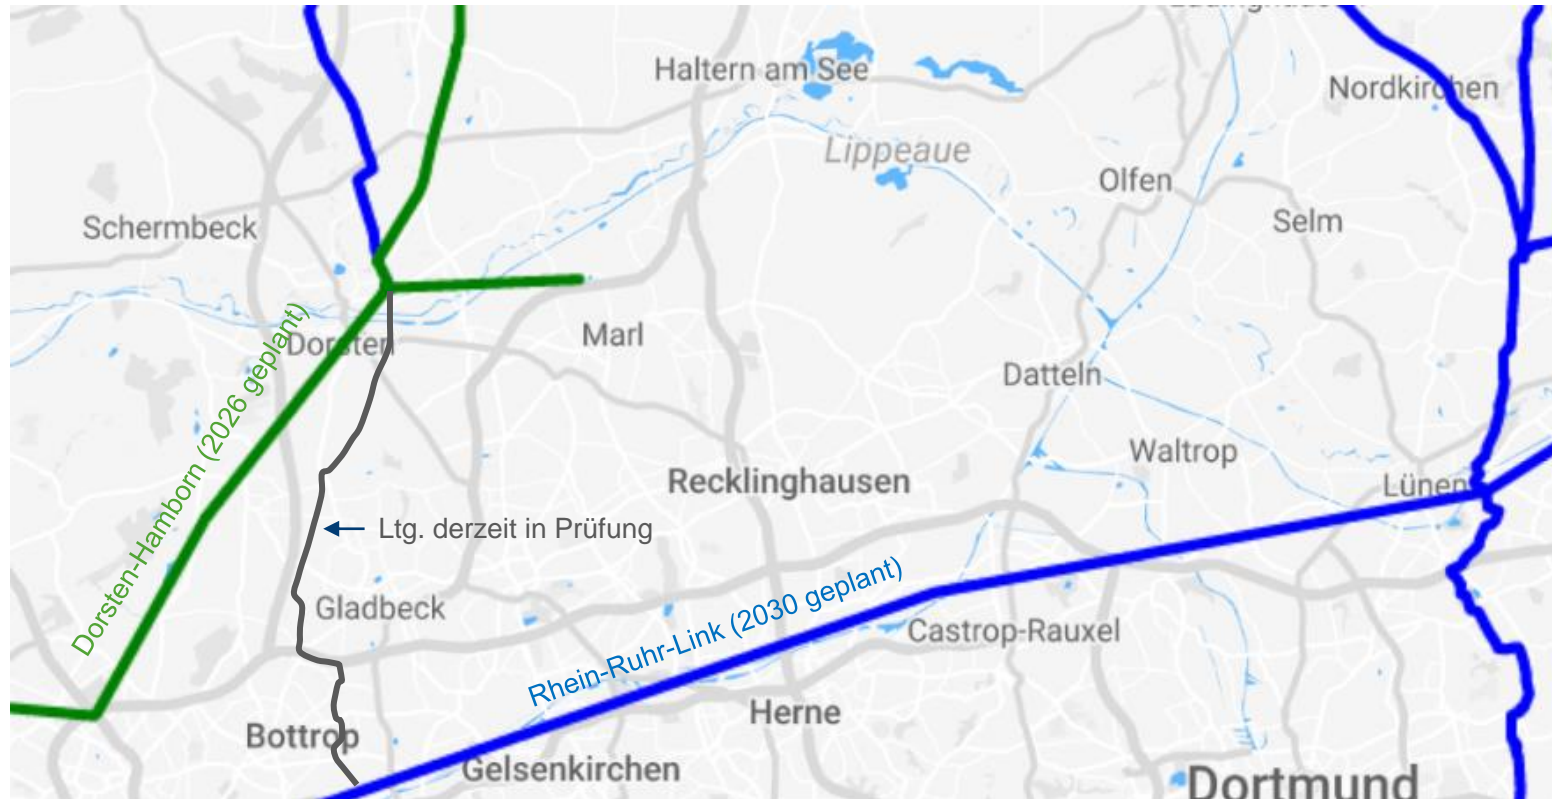 Haltern am See
Nordkirchen
Lippeaue
Olfen
Schermbeck
Selm
Dorsten
Marl
Datteln
Dorsten-Hamborn (2026 geplant)
Waltrop
Recklinghausen
Lünen
Ltg. derzeit in Prüfung
Gladbeck
Rhein-Ruhr-Link (2030 geplant)
Castrop-Rauxel
Herne
Bottrop
Gelsenkirchen
Dortmund